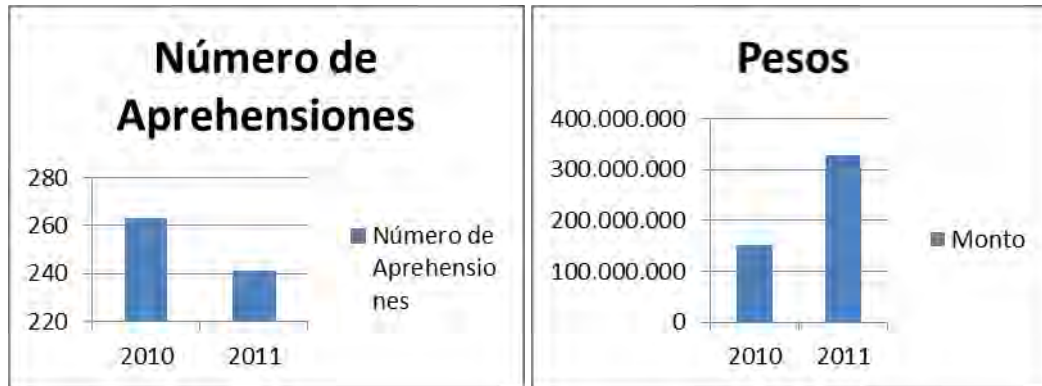 Número de
Aprehensiones
280
260
240
220
2010 2011
Número de
Aprehensio
nes
Pesos
400.000.000
300.000.000
200.000.000
100.000.000
0
2010 2011
Monto